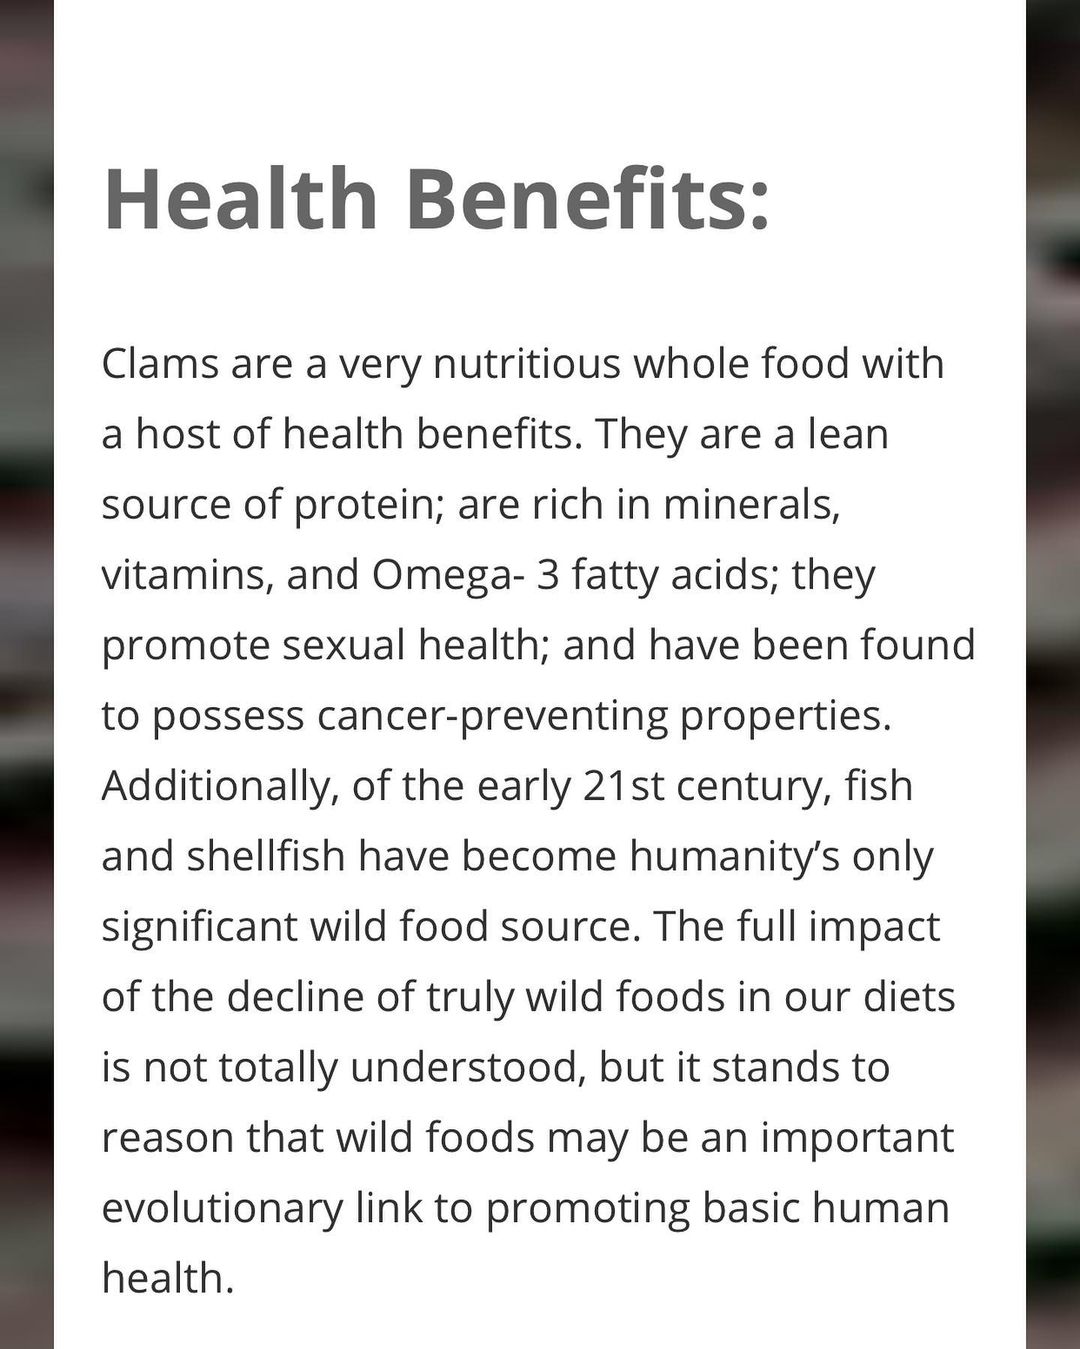 Health Benefits:
Clams are a very nutritious whole food with
a host of health benefits. They are a lean
source of protein; are rich in minerals,
vitamins, and Omega- 3 fatty acids; they
promote sexual health; and have been found
to possess cancer-preventing properties.
Additionally, of the early 21st century, fish
and shellfish have become humanity’s only
significant wild food source. The full impact
of the decline of truly wild foods in our diets
is not totally understood, but it stands to
reason that wild foods may be an important
evolutionary link to promoting basic human
health.